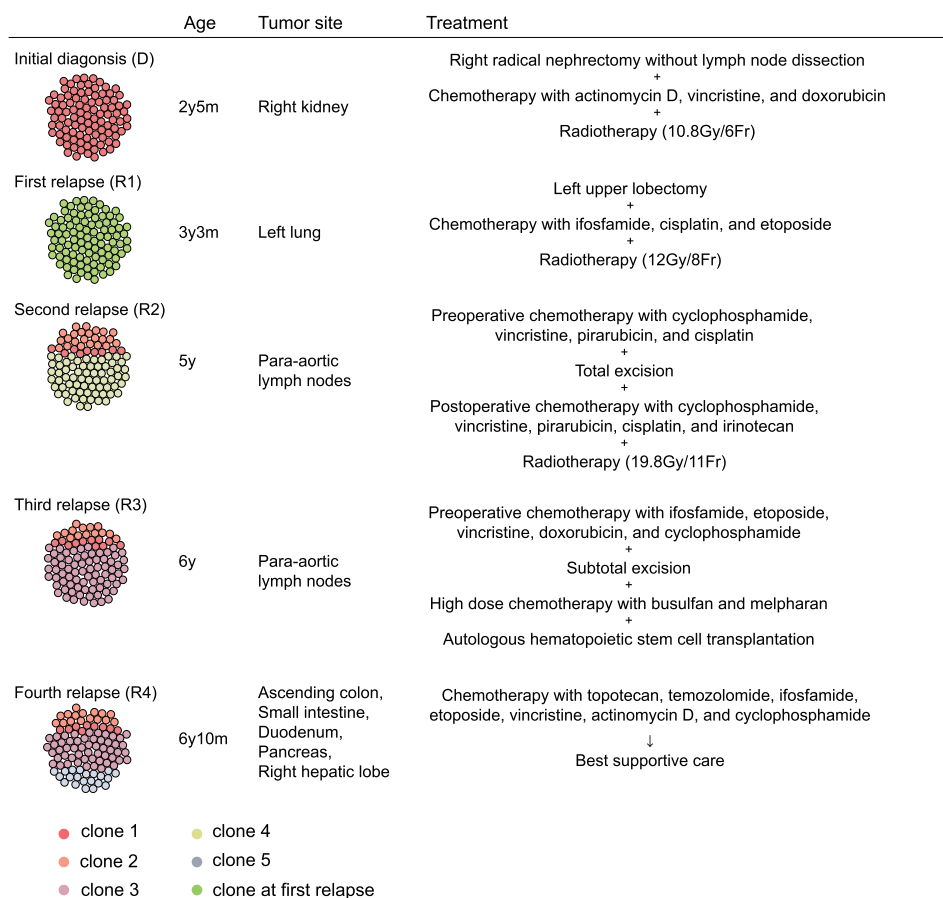 Age Tumor site Treatment
Initial diagonsis (D)
2y5m
Right kidney
Right radical nephrectomy without lymph node dissection
+
Chemotherapy with actinomycin D, vincristine, and doxorubicin
+
Radiotherapy (10.8Gy/6Fr)
First relapse (R1)
3y3m
Left lung
Left upper lobectomy
+
Chemotherapy with ifosfamide, cisplatin, and etoposide
+
Radiotherapy (12Gy/8Fr)
Second relapse (R2)
5y
Para-aortic
lymph nodes
Preoperative chemotherapy with cyclophosphamide,
vincristine, pirarubicin, and cisplatin
+
Total excision
+
Postoperative chemotherapy with cyclophosphamide,
vincristine, pirarubicin, cisplatin, and irinotecan
+
Radiotherapy (19.8Gy/11Fr)
Third relapse (R3)
6y
Para-aortic
lymph nodes
Preoperative chemotherapy with ifosfamide, etoposide,
vincristine, doxorubicin, and cyclophosphamide
+
Subtotal excision
+
High dose chemotherapy with busulfan and melpharan
+
Autologous hematopoietic stem cell transplantation
Fourth relapse (R4)
6y10m
Ascending colon,
Small intestine,
Duodenum,
Pancreas,
Right hepatic lobe
Chemotherapy with topotecan, temozolomide, ifosfamide,
etoposide, vincristine, actinomycin D, and cyclophosphamide
↓
Best supportive care
clone 1
clone 2
clone 3
clone 4
clone 5
clone at first relapse